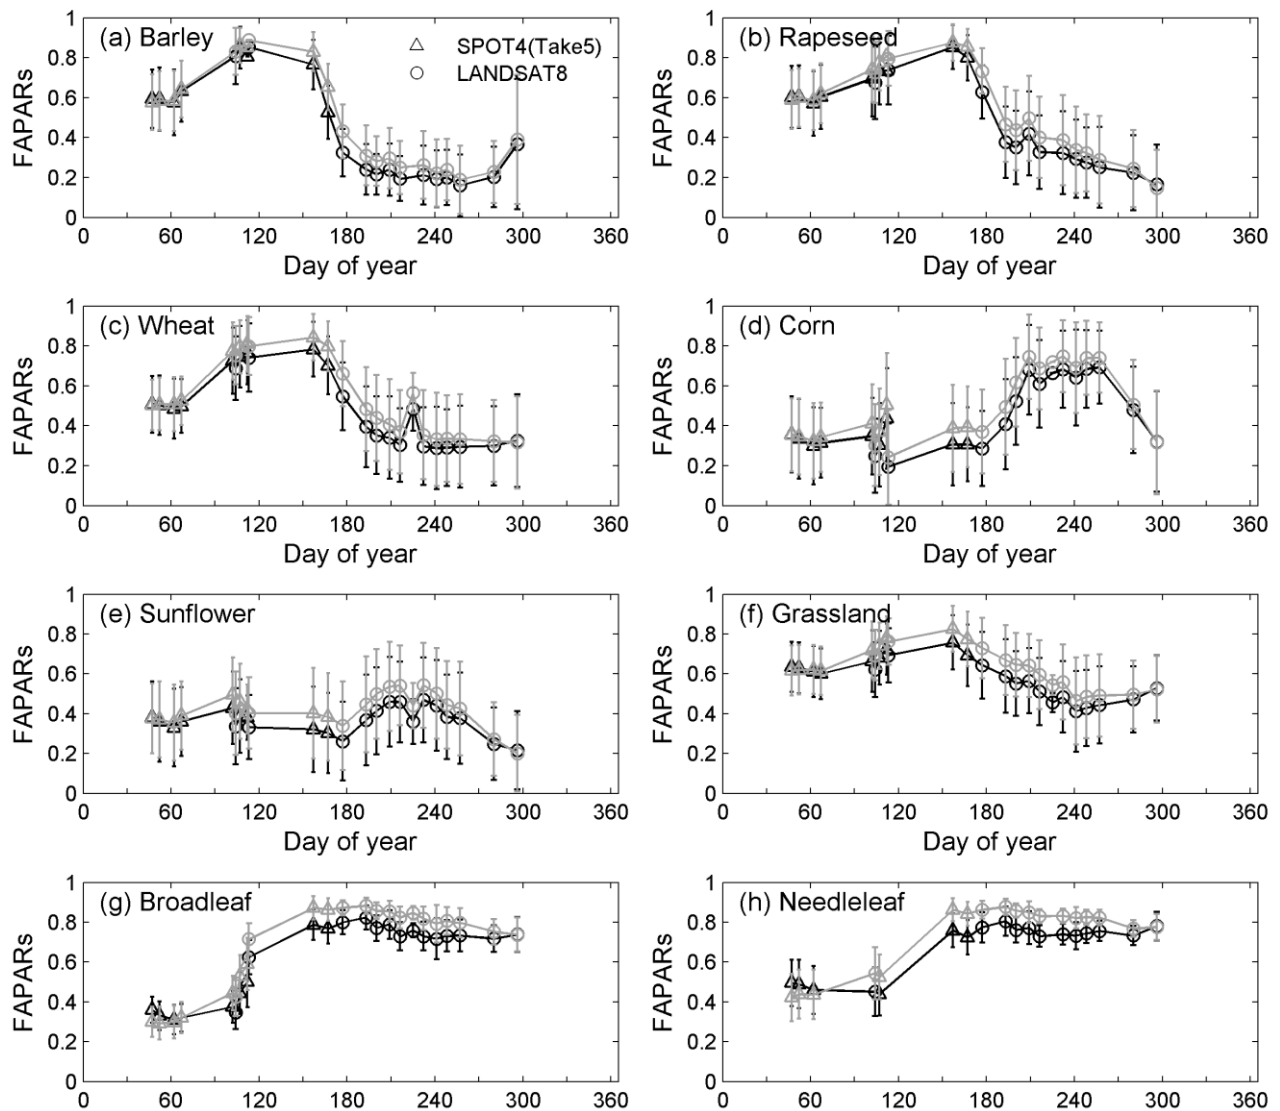 (a) Barley
SPOT4(Take5)
LANDSAT8
FAPARs
1
0.8
0.6
0.4
0.2
0
0 60 120 180 240 300 360
Day of year
(b) Rapeseed
FAPARs
1
0.8
0.6
0.4
0.2
0
0 60 120 180 240 300 360
Day of year
(c) Wheat
FAPARs
1
0.8
0.6
0.4
0.2
0
0 60 120 180 240 300 360
Day of year
(d) Corn
FAPARs
1
0.8
0.6
0.4
0.2
0
0 60 120 180 240 300 360
Day of year
(e) Sunflower
FAPARs
1
0.8
0.6
0.4
0.2
0
0 60 120 180 240 300 360
Day of year
(f) Grassland
FAPARs
1
0.8
0.6
0.4
0.2
0
0 60 120 180 240 300 360
Day of year
(g) Broadleaf
FAPARs
1
0.8
0.6
0.4
0.2
0
0 60 120 180 240 300 360
(h) Needleleaf
FAPARs
1
0.8
0.6
0.4
0.2
0
0 60 120 180 240 300 360